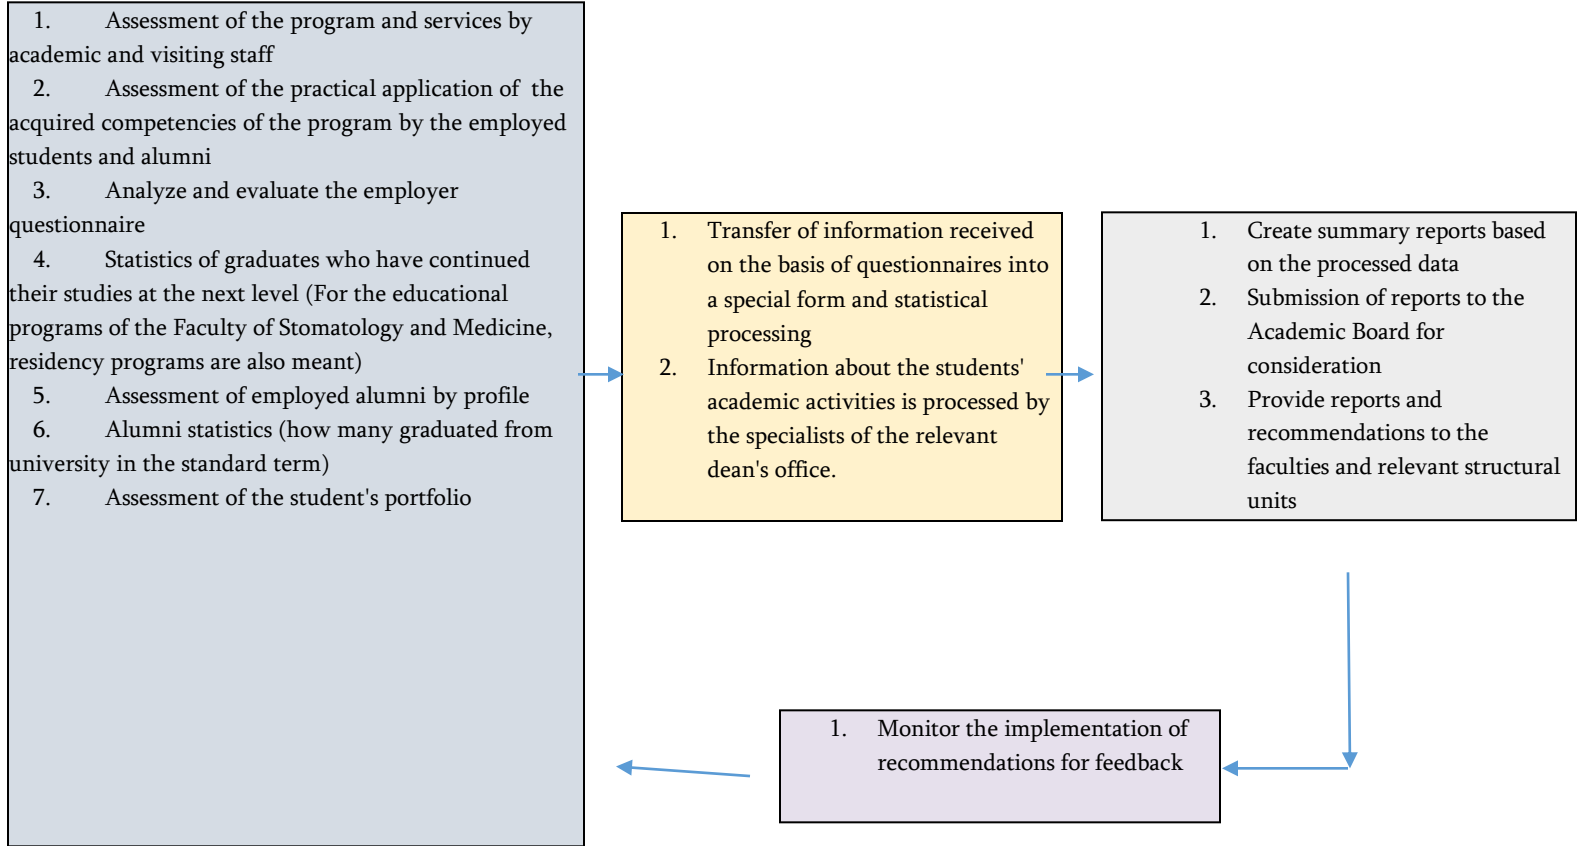 1. Assessment of the program and services by
academic and visiting staff
2. Assessment of the practical application of the
acquired competencies of the program by the employed
students and alumni
3. Analyze and evaluate the employer
questionnaire
4. Statistics of graduates who have continued
their studies at the next level (For the educational
programs of the Faculty of Stomatology and Medicine,
residency programs are also meant)
5. Assessment of employed alumni by profile
6. Alumni statistics (how many graduated from
university in the standard term)
7. Assessment of the student's portfolio
1. Transfer of information received
on the basis of questionnaires into
a special form and statistical
processing
2. Information about the students'
academic activities is processed by
the specialists of the relevant
dean's office.
1. Create summary reports based
on the processed data
2. Submission of reports to the
Academic Board for
consideration
3. Provide reports and
recommendations to the
faculties and relevant structural
units
1. Monitor the implementation of
recommendations for feedback